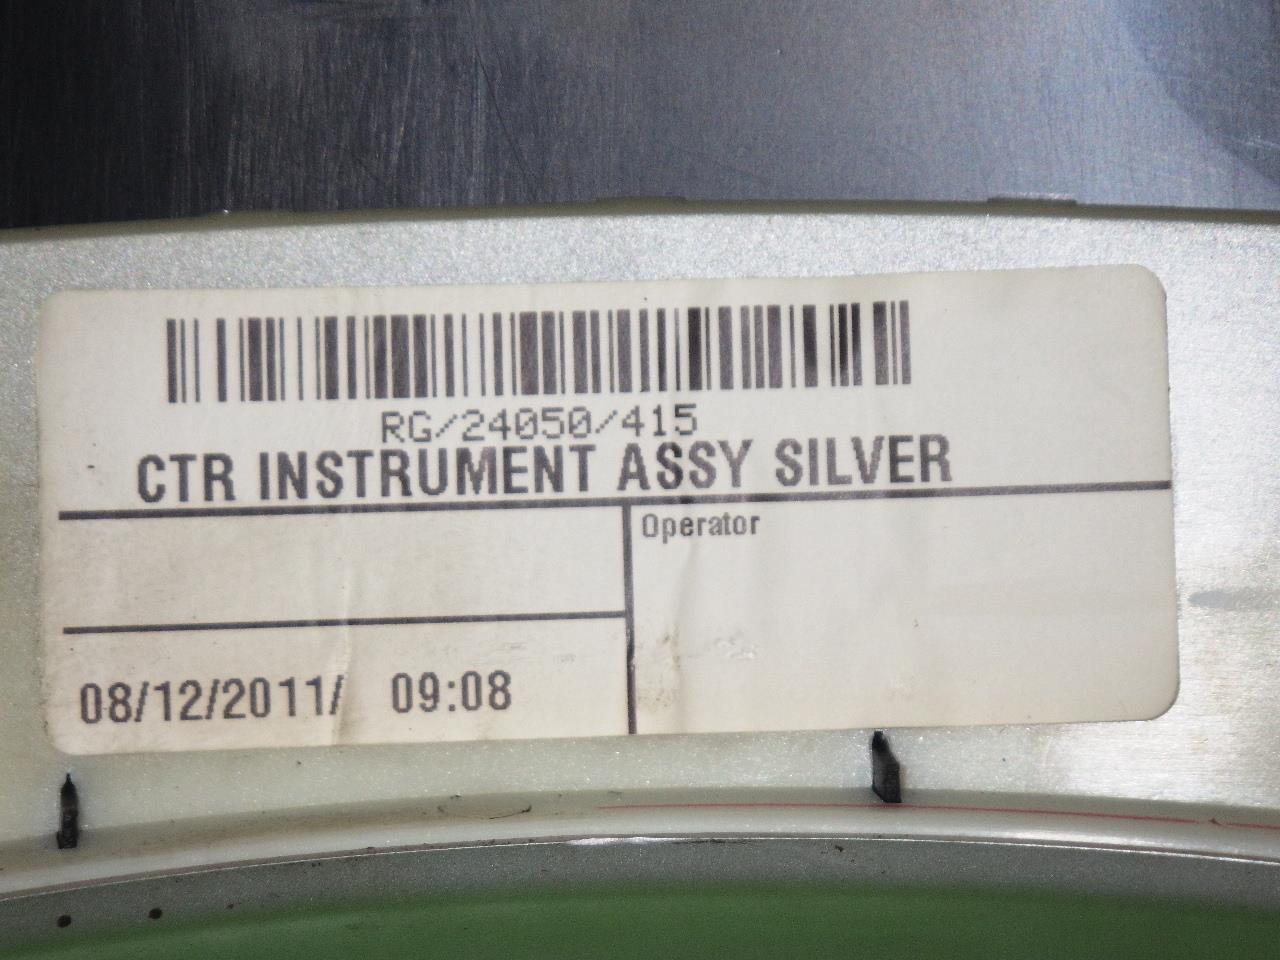 RG/24050/415
CTR INSTRUMENT ASSY SILVER
Operator
08/12/2011/ 09:08